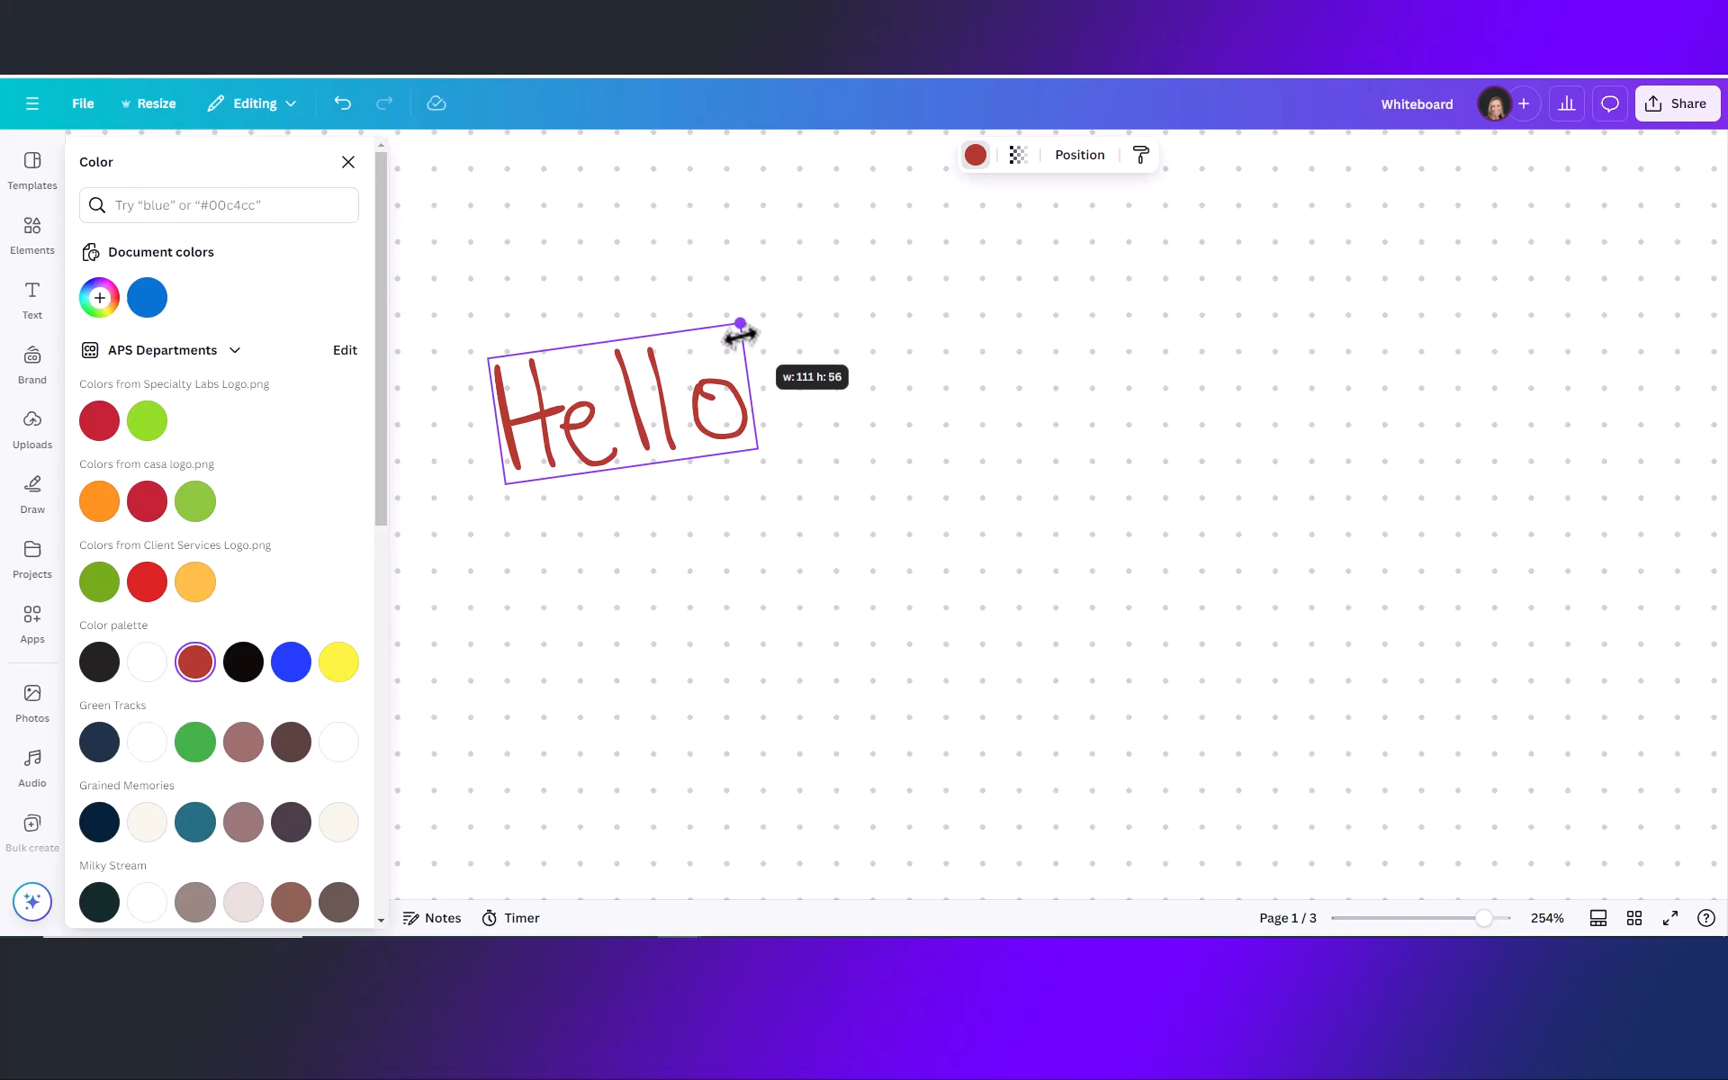 File
Resize
Editing
Whiteboard
Share
Templates
Elements
Text
Brand
Uploads
Draw
Projects
Apps
Photos
Audio
Bulk create
Color
Try “blue” or “#00c4cc”
Document colors
APS Departments
Edit
Colors from Specialty Labs Logo.png
Colors from casa logo.png
Colors from Client Services Logo.png
Color palette
Green Tracks
Grained Memories
Milky Stream
Position
Hello
w: 111 h: 56
Notes
Timer
Page 1 / 3
254%